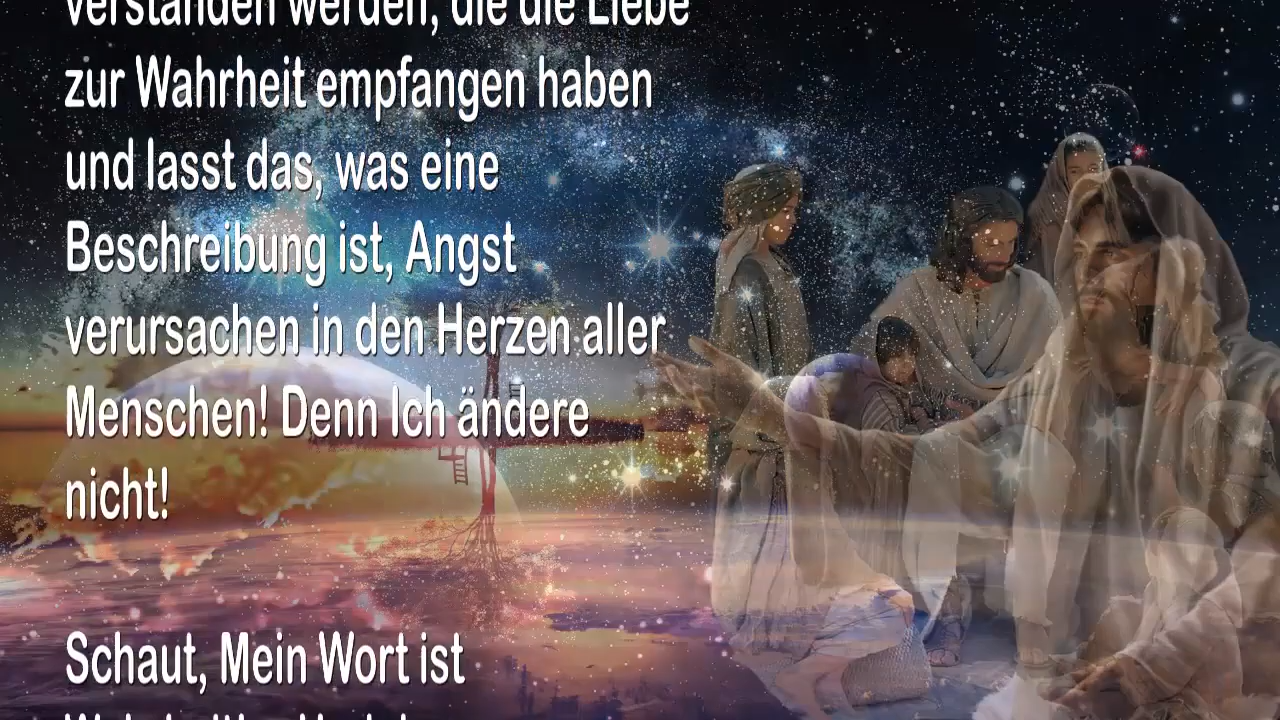 verstanden werden, die die Liebe
zur Wahrheit empfangen haben
und lasst das, was eine
Beschreibung ist, Angst
verursachen in den Herzen aller
Menschen! Denn Ich ändere
nicht!
Schaut, Mein Wort ist